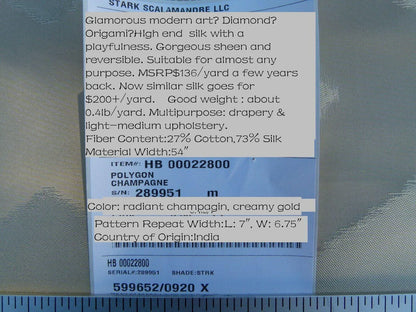 STARK SCALAMANDRE LLC
Glamorous modern art? Diamond?
Origami?High end silk with a
playfulness. Gorgeous sheen and
reversible. Suitable for almost any
purpose. MSRP$136/yard a few years
back. Now similar silk goes for
$200+/yard. Good weight : about
0.4lb/yard. Multipurpose: drapery &
light-medium upholstery.
Fiber Content:27% Cotton,73% Silk
Material Width:54"
ITEM#: HB 00022800
POLYGON
CHAMPAGNE
S/N: 289951 m
Color: radiant champagin, creamy gold
Pattern Repeat Width:L: 7", W: 6.75"
Country of Origin:India
HB 00022800
SERIAL#:289951 SHADE:STRK
599652/0920 X